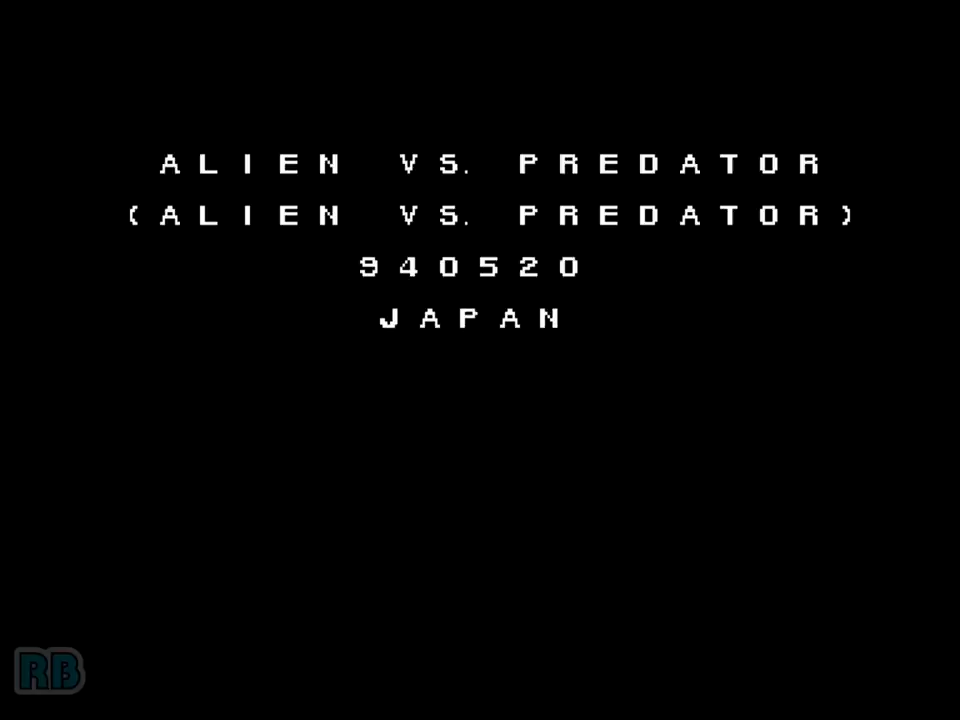 ALIEN VS. PREDATOR
(ALIEN VS. PREDATOR)
940520
JAPAN
RB